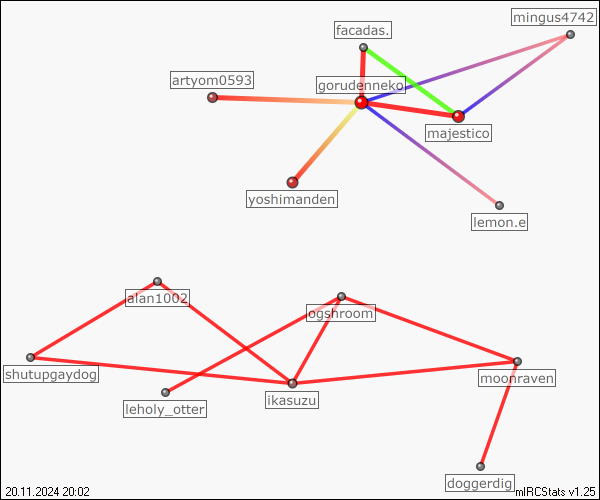 mingus4742
facadas.
artyom0593
gorudenneko
majestico
yoshimanden
lemon.e
alan1002
ogshroom
shutupgaydog
moonraven
ikasuzu
leholy_otter
doggerdig
20.11.2024 20:02
mIRCStats v1.25